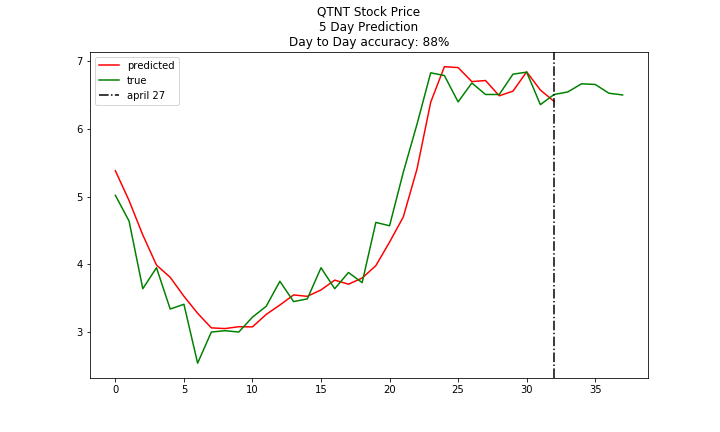 QTNT Stock Price
5 Day Prediction
Day to Day accuracy: 88%
predicted
true
april 27
7
6
5
4
3
0 5 10 15 20 25 30 35